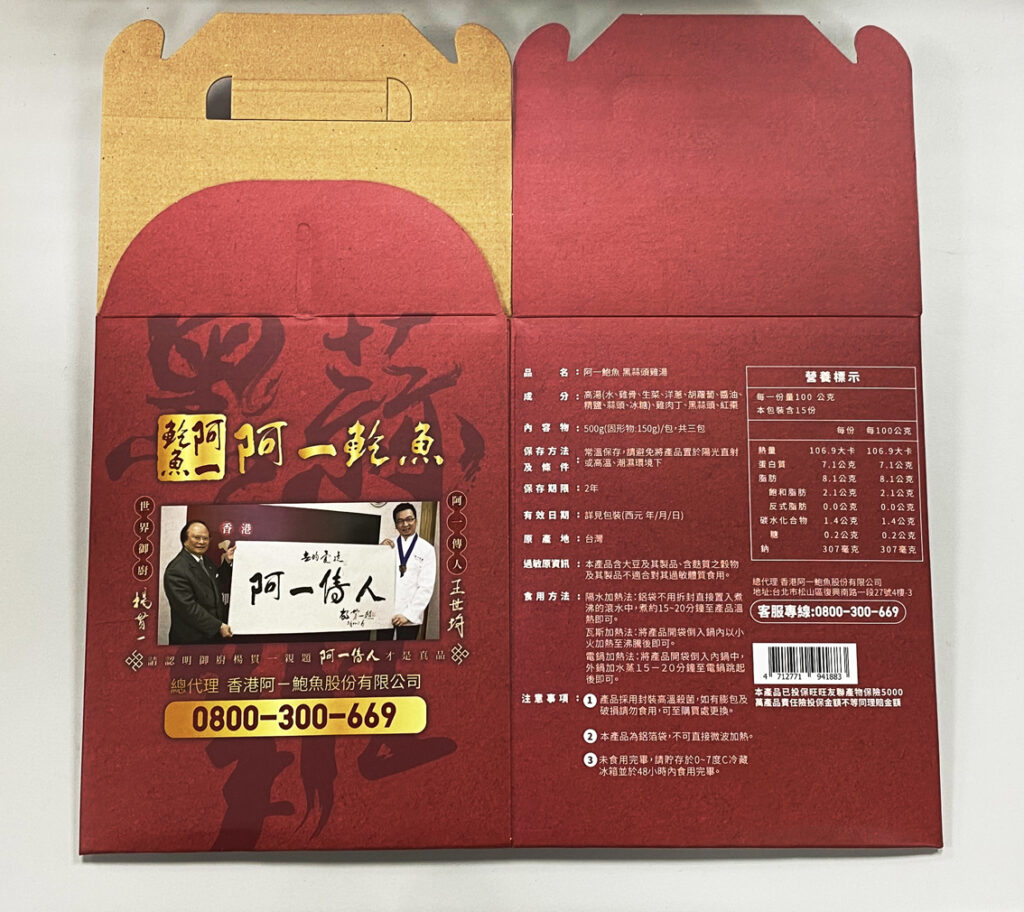 黑蒜
雞
鮑阿
魚一
阿一鮑魚
世界御廚
楊貫一
香港
阿一傳人
阿一傳人
王世琦
請認明御廚楊貫一親題 阿一傳人 才是真品
總代理 香港阿一鮑魚股份有限公司
0800-300-669
品名:阿一鮑魚 黑蒜頭雞湯
成分:高湯(水、雞骨、生菜、洋蔥、胡蘿蔔、醬油、
精鹽、蒜頭、冰糖)、雞肉丁、黑蒜頭、紅棗
內容物:500g(固形物:150g)/包,共三包
保存方法及條件:常溫保存,請避免將產品置於陽光直射
或高溫、潮濕環境下
保存期限:2年
有效日期:詳見包裝(西元 年/月/日)
原產地:台灣
過敏原資訊:本產品含大豆及其製品、含麩質之穀物
及其製品不適合對其過敏體質食用。
食用方法:隔水加熱法:鋁袋不用拆封直接置入煮
沸的滾水中,煮約15~20分鐘至產品溫
熱即可。
瓦斯加熱法:將產品開袋倒入鍋內以小
火加熱至沸騰後即可。
電鍋加熱法:將產品開袋倒入內鍋中,
外鍋加水蒸15-20分鐘至電鍋跳起
後即可。
注意事項:1 產品採用封裝高溫殺菌,如有膨包及
破損請勿食用,可至購買處更換。
2 本產品為鋁箔袋,不可直接微波加熱。
3 未食用完畢,請貯存於0~7度C冷藏
冰箱並於48小時內食用完畢。
營養標示
每一份量100 公克
本包裝含15份
每份 每100公克
熱量 106.9大卡 106.9大卡
蛋白質 7.1公克 7.1公克
脂肪 8.1公克 8.1公克
飽和脂肪 2.1公克 2.1公克
反式脂肪 0.0公克 0.0公克
碳水化合物 1.4公克 1.4公克
糖 0.2公克 0.2公克
鈉 307毫克 307毫克
總代理 香港阿一鮑魚股份有限公司
地址:台北市松山區復興南路一段27號4樓-3
客服專線:0800-300-669
4 712771 941883
本產品已投保旺旺友聯產物保險5000
萬產品責任險投保金額不等同理賠金額